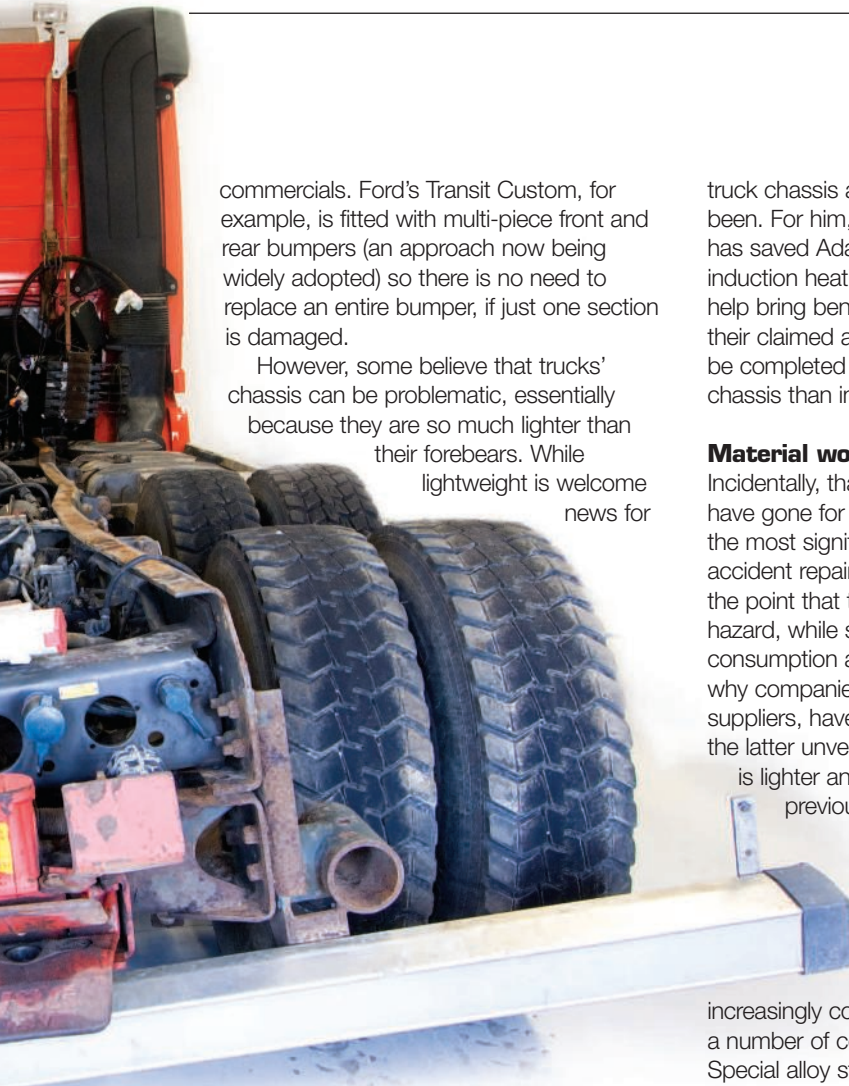 commercials. Ford's Transit Custom, for
example, is fitted with multi-piece front and
rear bumpers (an approach now being
widely adopted) so there is no need to
replace an entire bumper, if just one section
is damaged.
However, some believe that trucks'
chassis can be problematic, essentially
because they are so much lighter than
their forebears. While
lightweight is welcome
news for
truck chassis a
been. For him,
has saved Ada
induction heat
help bring ben
their claimed a
be completed
chassis than in
Material wo
Incidentally, tha
have gone for
the most signif
accident repair
the point that t
hazard, while s
consumption a
why companie
suppliers, have
the latter unve
is lighter an
previou
increasingly co
a number of c
Special alloy s